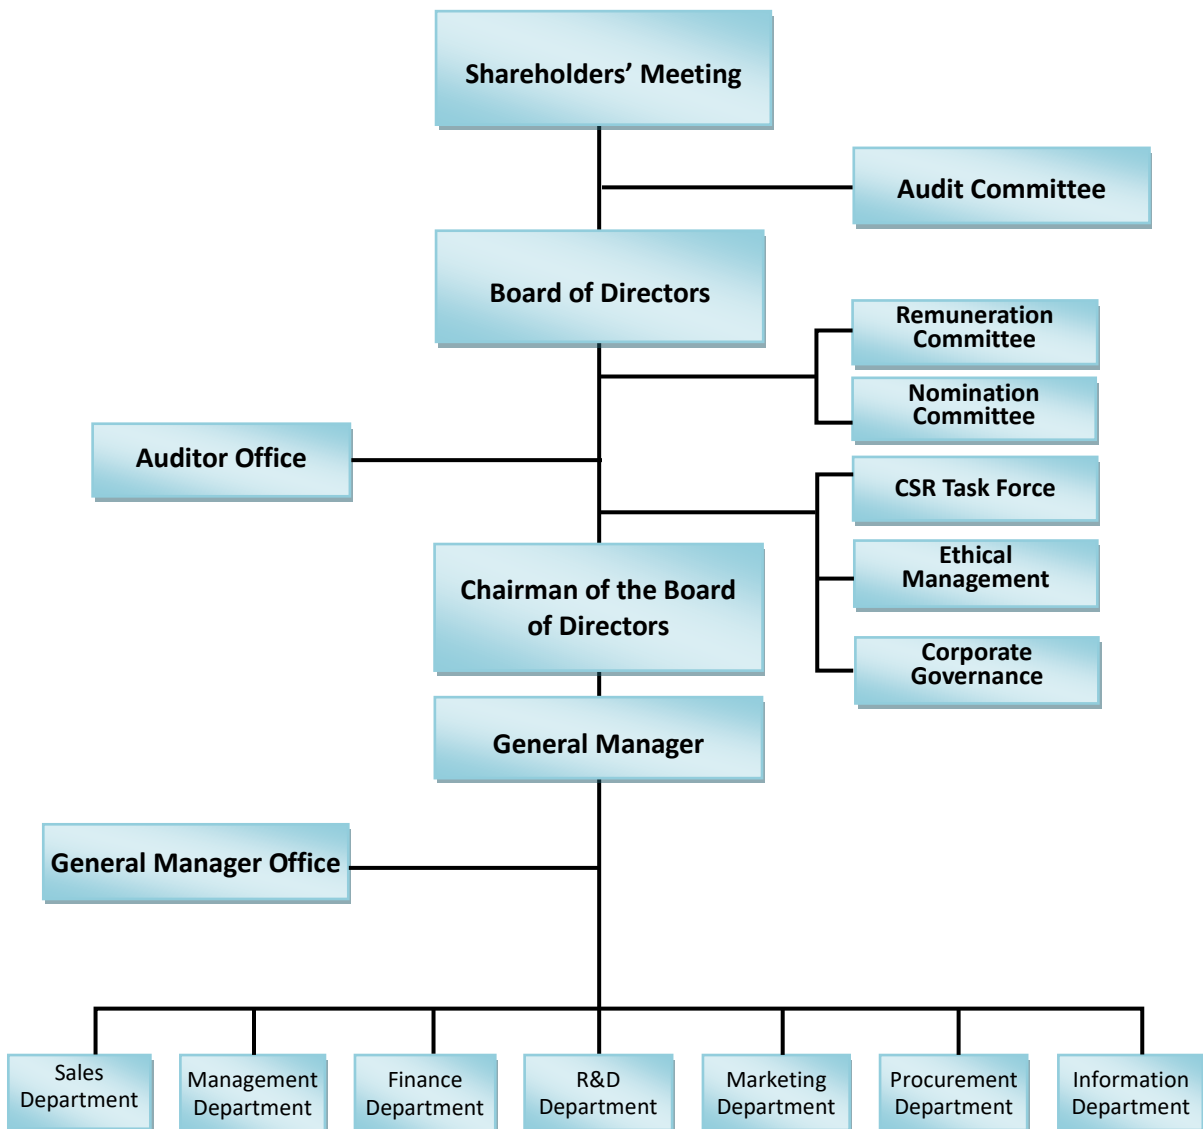 Shareholders’ Meeting
Audit Committee
Board of Directors
Remuneration
Committee
Nomination
Committee
Auditor Office
CSR Task Force
Ethical
Management
Chairman of the Board
of Directors
Corporate
Governance
General Manager
General Manager Office
Sales
Department
Management
Department
Finance
Department
R&D
Department
Marketing
Department
Procurement
Department
Information
Department